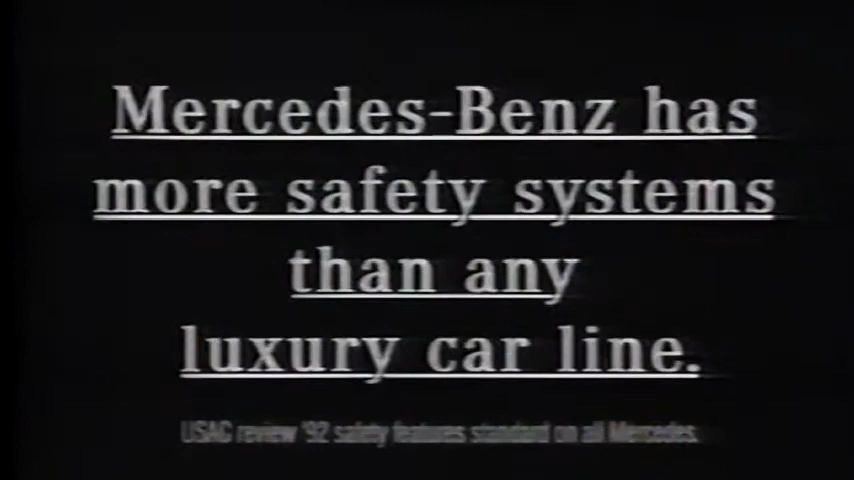 Mercedes-Benz has
more safety systems
than any
luxury car line.
USAC review '92 safety features standard on all Mercedes.